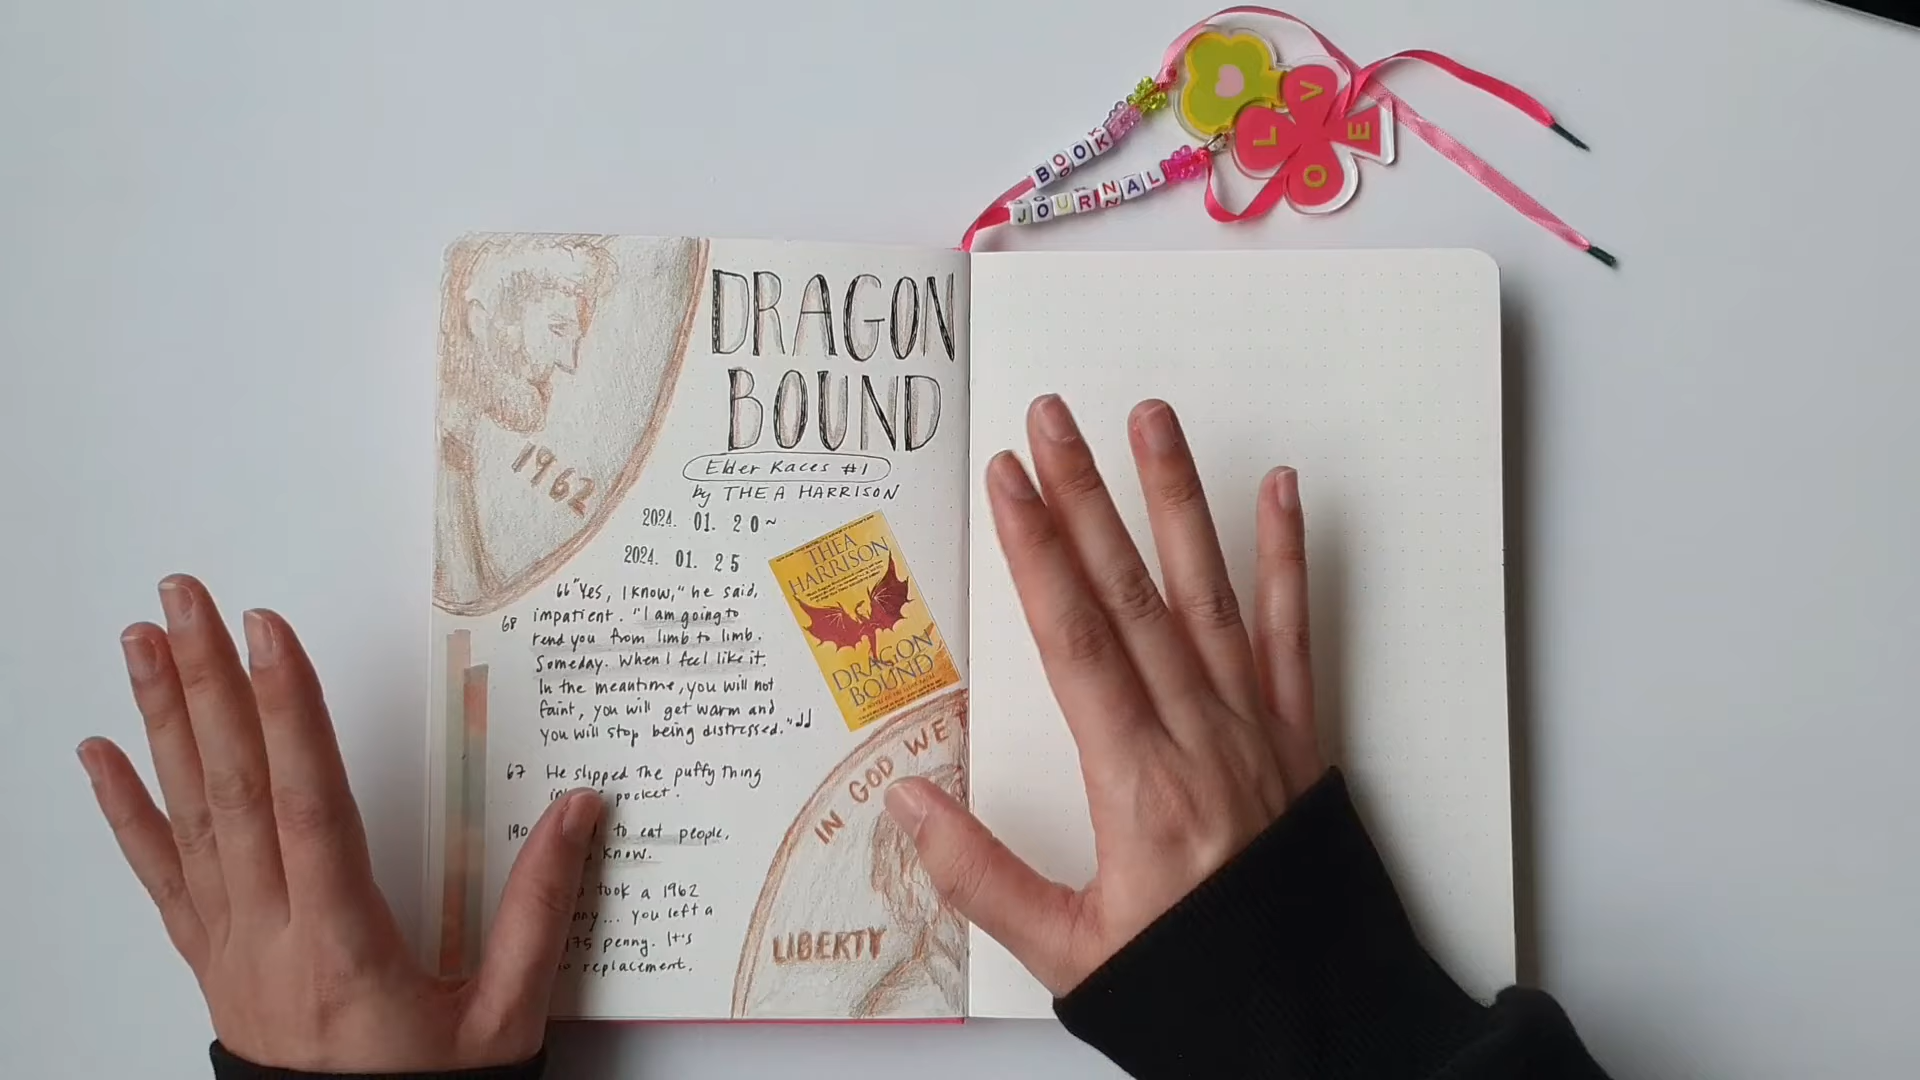 BOOK
JOURNAL
L
O
V
E
DRAGON
BOUND
Elder Races #1
by THEA HARRISON
2024. 01. 20~
2024. 01. 25
68 "Yes, I know," he said,
impatient. "I am going to
rend you from limb to limb.
Someday. When I feel like it.
In the meantime, you will not
faint, you will get warm and
you will stop being distressed."
67 He slipped the puffy thing
pocket.
190 to eat people,
know.
took a 1962
... you left a
penny. It's
replacement.
1962
THEA
HARRISON
DRAGON
BOUND
IN GOD WE
LIBERTY